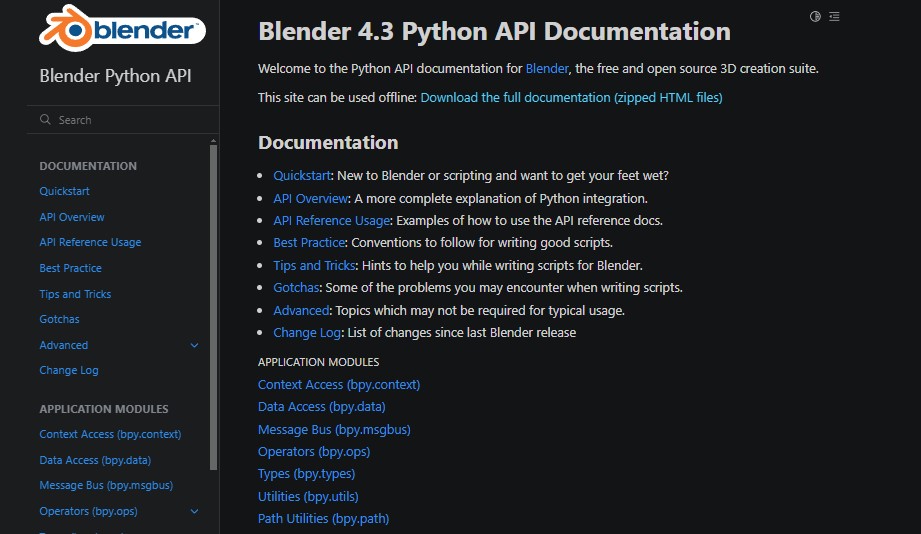 blender
Blender Python API
Search
DOCUMENTATION
Quickstart
API Overview
API Reference Usage
Best Practice
Tips and Tricks
Gotchas
Advanced
Change Log
APPLICATION MODULES
Context Access (bpy.context)
Data Access (bpy.data)
Message Bus (bpy.msgbus)
Operators (bpy.ops)
Blender 4.3 Python API Documentation
Welcome to the Python API documentation for Blender, the free and open source 3D creation suite.
This site can be used offline: Download the full documentation (zipped HTML files)
Documentation
• Quickstart: New to Blender or scripting and want to get your feet wet?
• API Overview: A more complete explanation of Python integration.
• API Reference Usage: Examples of how to use the API reference docs.
• Best Practice: Conventions to follow for writing good scripts.
• Tips and Tricks: Hints to help you while writing scripts for Blender.
• Gotchas: Some of the problems you may encounter when writing scripts.
• Advanced: Topics which may not be required for typical usage.
• Change Log: List of changes since last Blender release
APPLICATION MODULES
Context Access (bpy.context)
Data Access (bpy.data)
Message Bus (bpy.msgbus)
Operators (bpy.ops)
Types (bpy.types)
Utilities (bpy.utils)
Path Utilities (bpy.path)